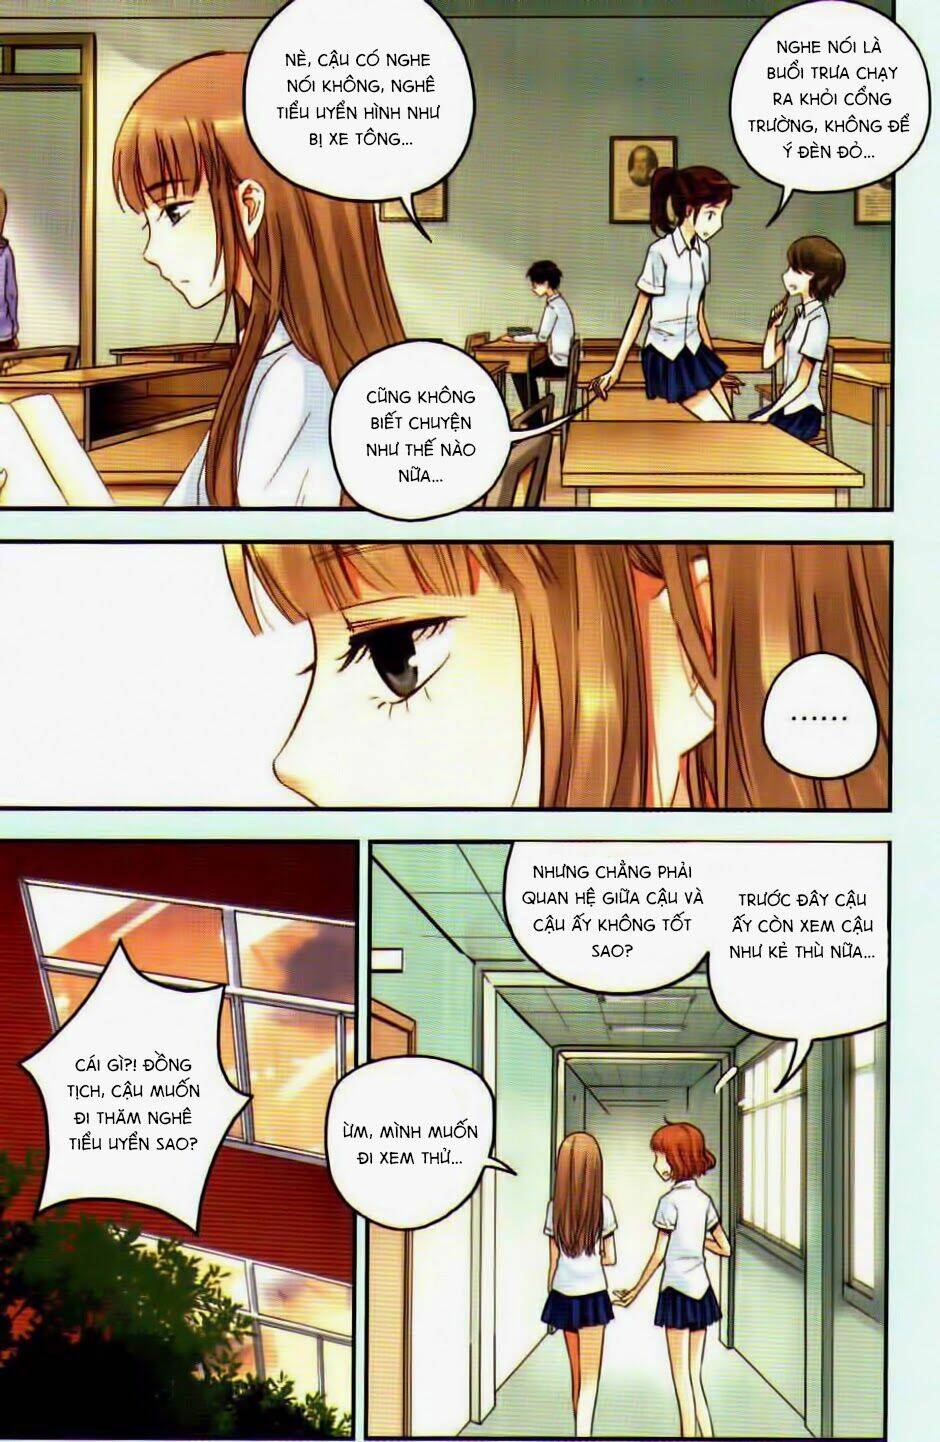 NÈ, CẬU CÓ NGHE
NÓI KHÔNG, NGHÊ
TIỂU UYỂN HÌNH NHƯ
BỊ XE TÔNG...
NGHE NÓI LÀ
BUỔI TRƯA CHẠY
RA KHỎI CỔNG
TRƯỜNG, KHÔNG ĐỂ
Ý ĐÈN ĐỎ...
CŨNG KHÔNG
BIẾT CHUYỆN
NHƯ THẾ NÀO
NỮA...
......
CÁI GÌ?! ĐỒNG
TỊCH, CẬU MUỐN
ĐI THĂM NGHÊ
TIỂU UYỂN SAO?
ỪM, MÌNH MUỐN
ĐI XEM THỬ...
NHƯNG CHẲNG PHẢI
QUAN HỆ GIỮA CẬU VÀ
CẬU ẤY KHÔNG TỐT
SAO?
TRƯỚC ĐÂY CẬU
ẤY CÒN XEM CẬU
NHƯ KẺ THÙ NỮA...